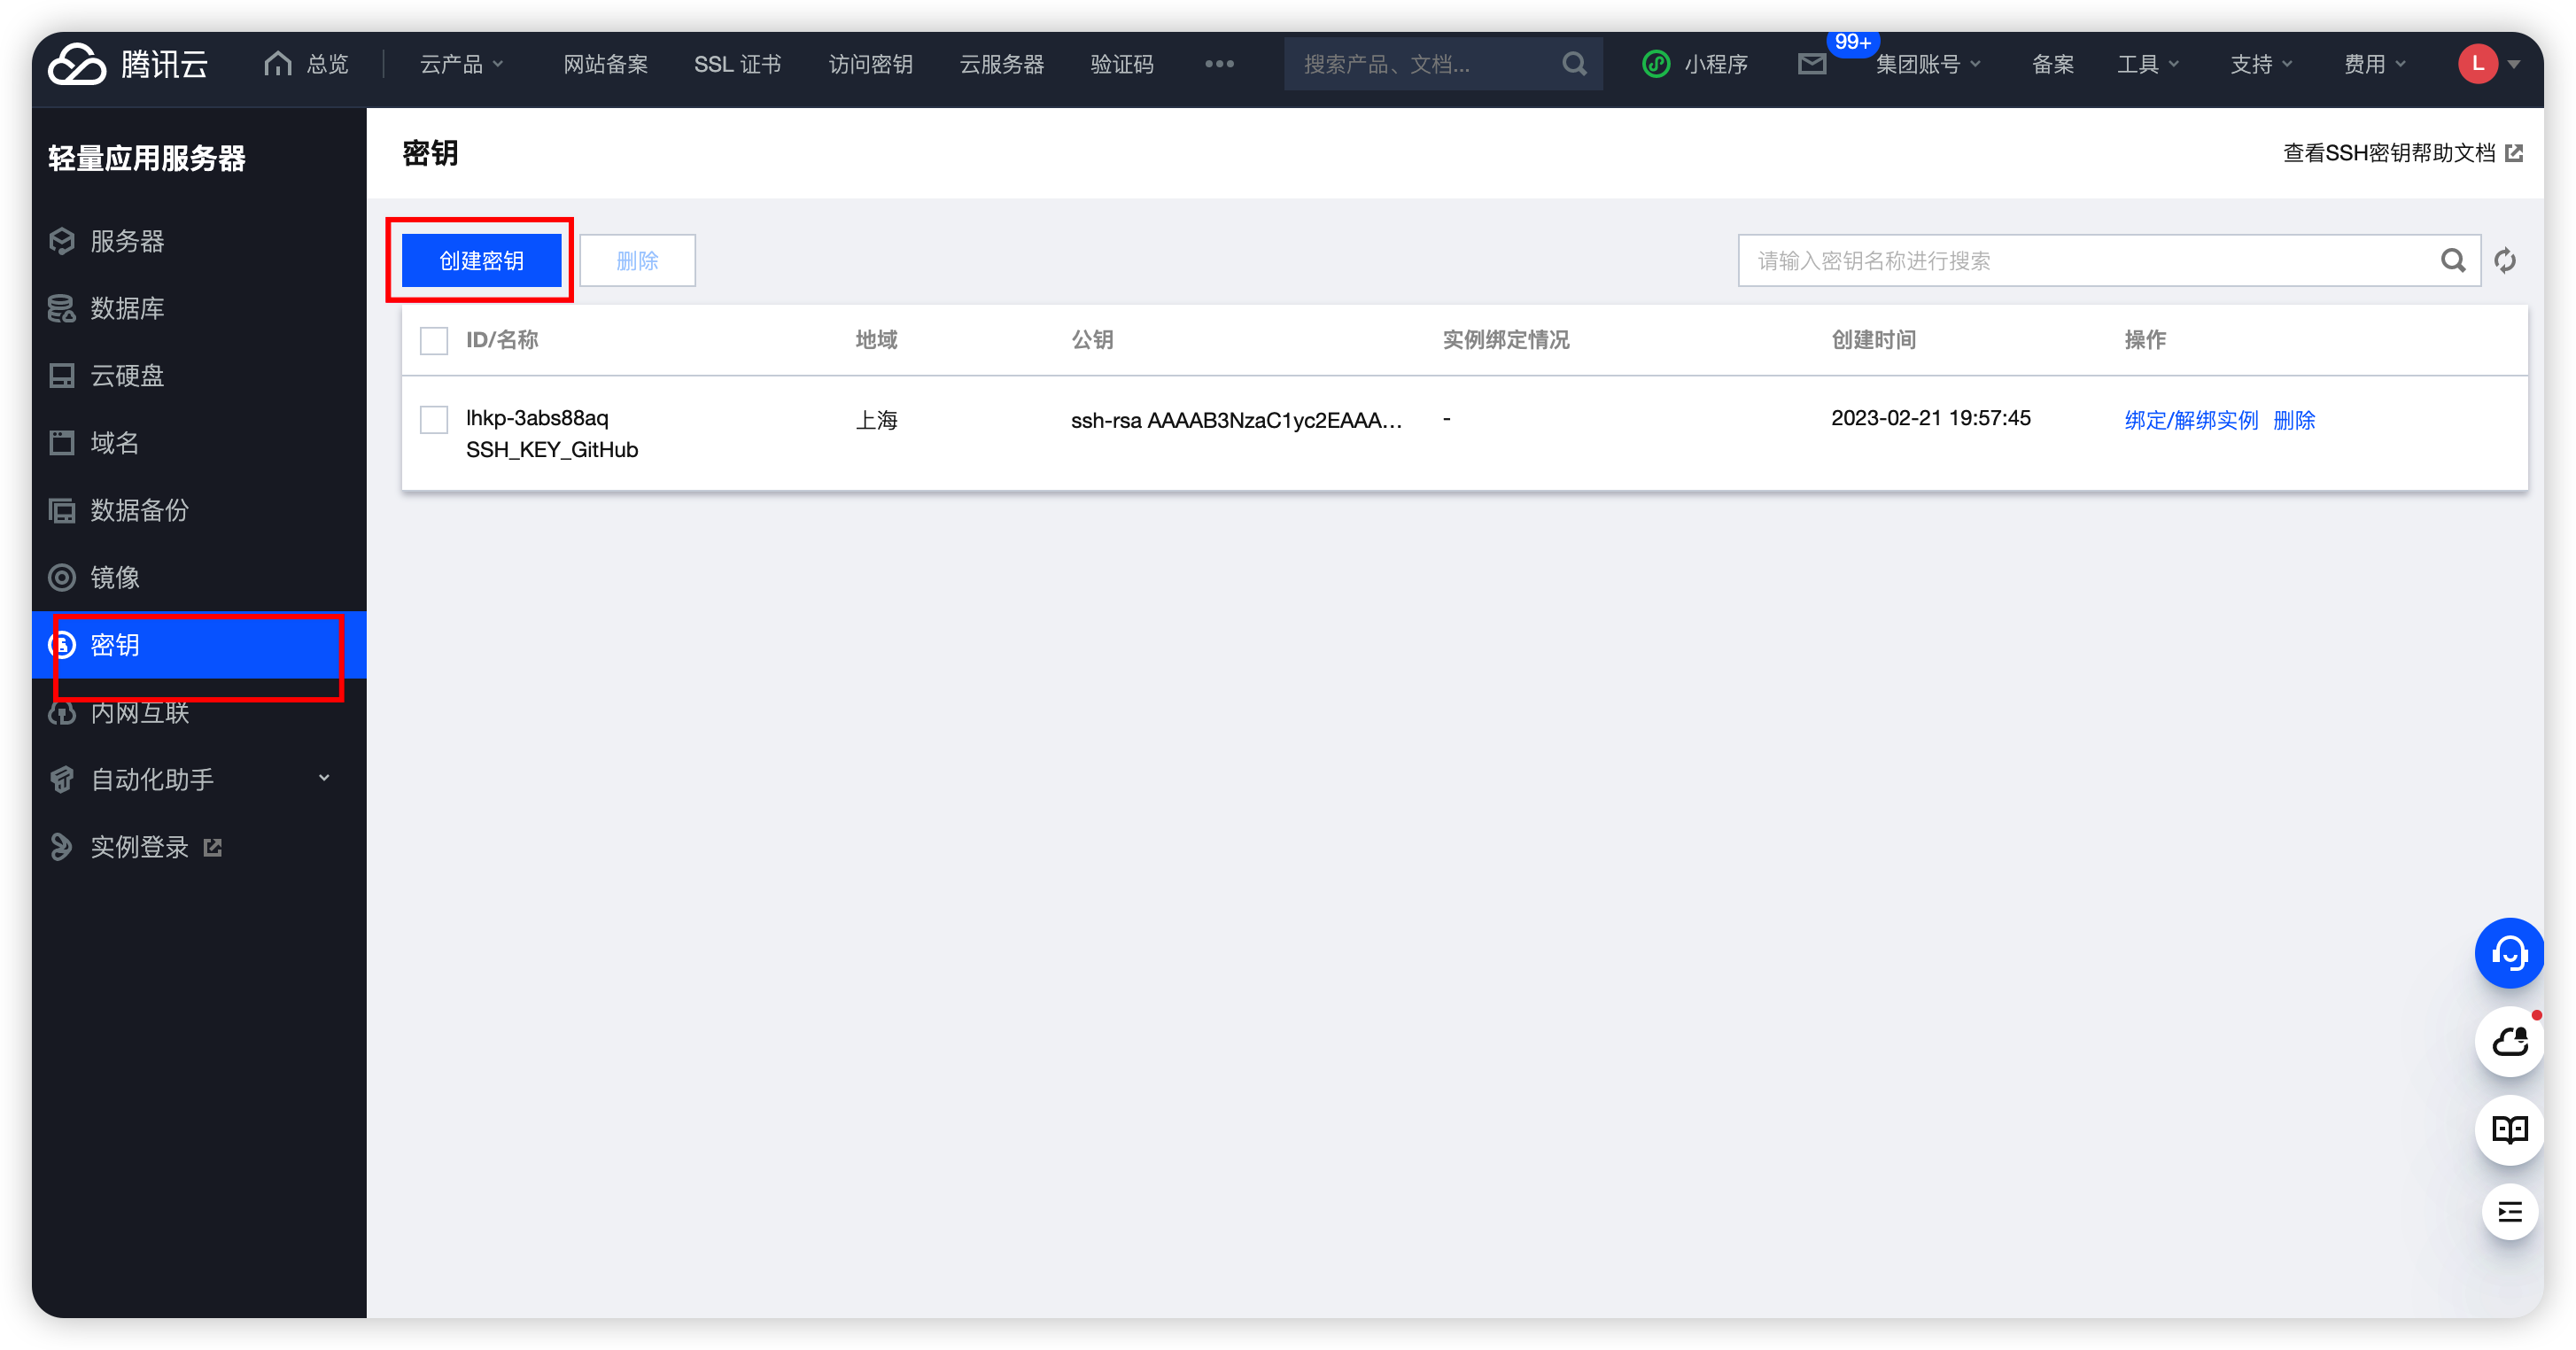 腾讯云 总览 云产品 网站备案 SSL 证书 访问密钥 云服务器 验证码 ••• 搜索产品、文档... 小程序 99+ 集团账号 备案 工具 支持 费用 L
轻量应用服务器
服务器
数据库
云硬盘
域名
数据备份
镜像
密钥
内网互联
自动化助手
实例登录
密钥 查看SSH密钥帮助文档
创建密钥 删除 请输入密钥名称进行搜索
ID/名称 地域 公钥 实例绑定情况 创建时间 操作
lhkp-3abs88aq 上海 ssh-rsa AAAAB3NzaC1yc2EAAA... - 2023-02-21 19:57:45 绑定/解绑实例 删除
SSH_KEY_GitHub